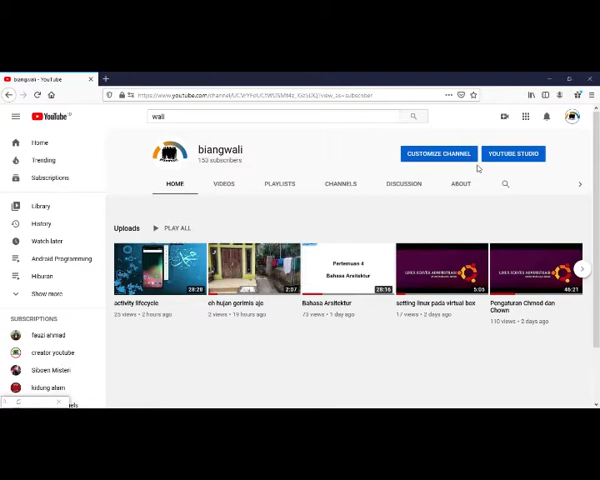 biangwali - YouTube
YouTube
wali
Home
Trending
Subscriptions
Library
History
Watch later
Android Programming
Hiburan
Show more
SUBSCRIPTIONS
fauzi ahmad
creator youtube
Siboen Misteri
kidung alam
biangwali
153 subscribers
CUSTOMIZE CHANNEL
YOUTUBE STUDIO
HOME
VIDEOS
PLAYLISTS
CHANNELS
DISCUSSION
ABOUT
Uploads
PLAY ALL
28:28
activity lifecycle
25 views • 2 hours ago
2:07
eh hujan gerimis aje
2 views • 19 hours ago
Pertemuan 4
Bahasa Arsitektur
28:16
Bahasa Arsitektur
73 views • 1 day ago
5:05
setting linux pada virtual box
17 views • 2 days ago
46:21
Pengaturan Chmod dan
Chown
110 views • 2 days ago